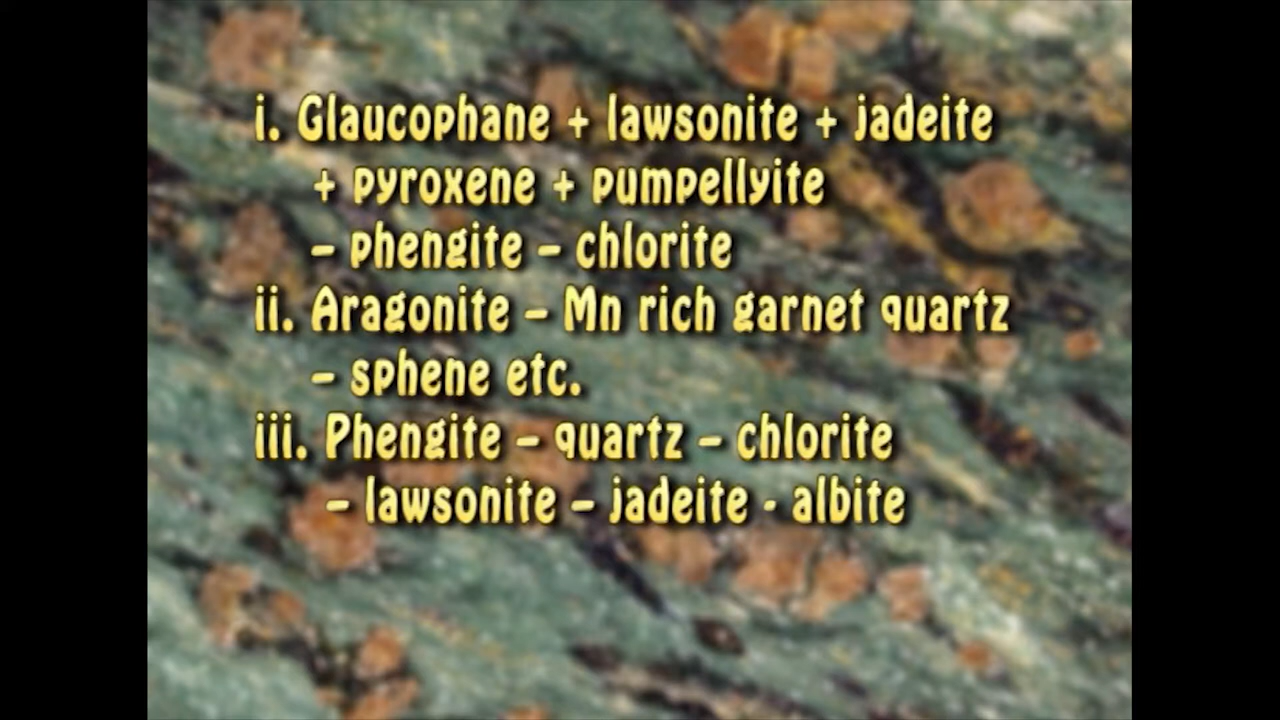 i. Glaucophane + lawsonite + jadeite
+ pyroxene + pumpellyite
– phengite – chlorite
ii. Aragonite – Mn rich garnet quartz
– sphene etc.
iii. Phengite – quartz – chlorite
– lawsonite – jadeite - albite